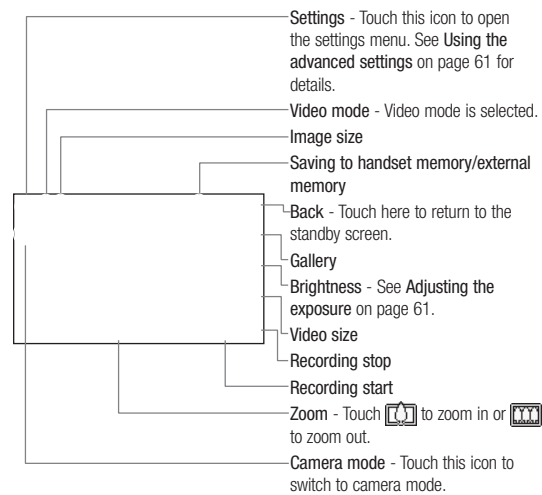 Settings - Touch this icon to open
the settings menu. See Using the
advanced settings on page 61 for
details.
Video mode - Video mode is selected.
Image size
Saving to handset memory/external
memory
Back - Touch here to return to the
standby screen.
Gallery
Brightness - See Adjusting the
exposure on page 61.
Video size
Recording stop
Recording start
Zoom - Touch to zoom in or
to zoom out.
Camera mode - Touch this icon to
switch to camera mode.